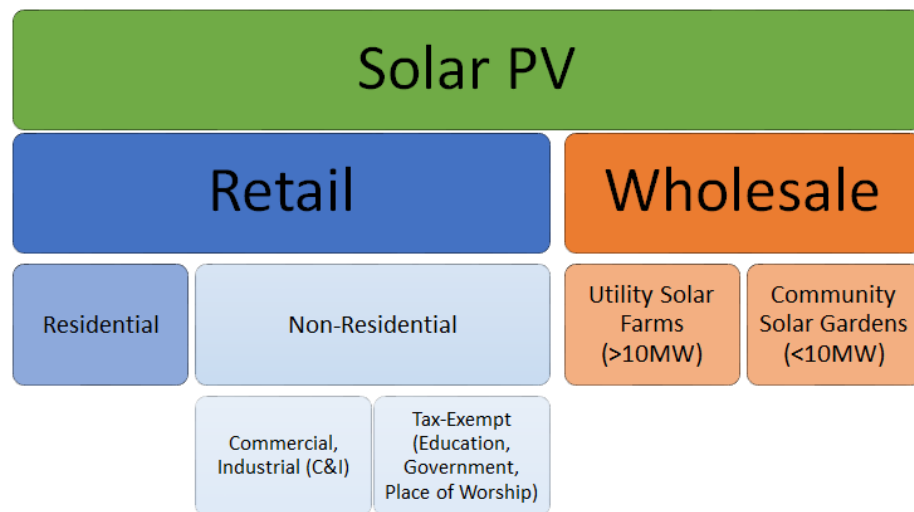 Solar PV
Retail
Wholesale
Residential
Non-Residential
Utility Solar
Farms
(>10MW)
Community
Solar Gardens
(<10MW)
Commercial,
Industrial (C&I)
Tax-Exempt
(Education,
Government,
Place of Worship)